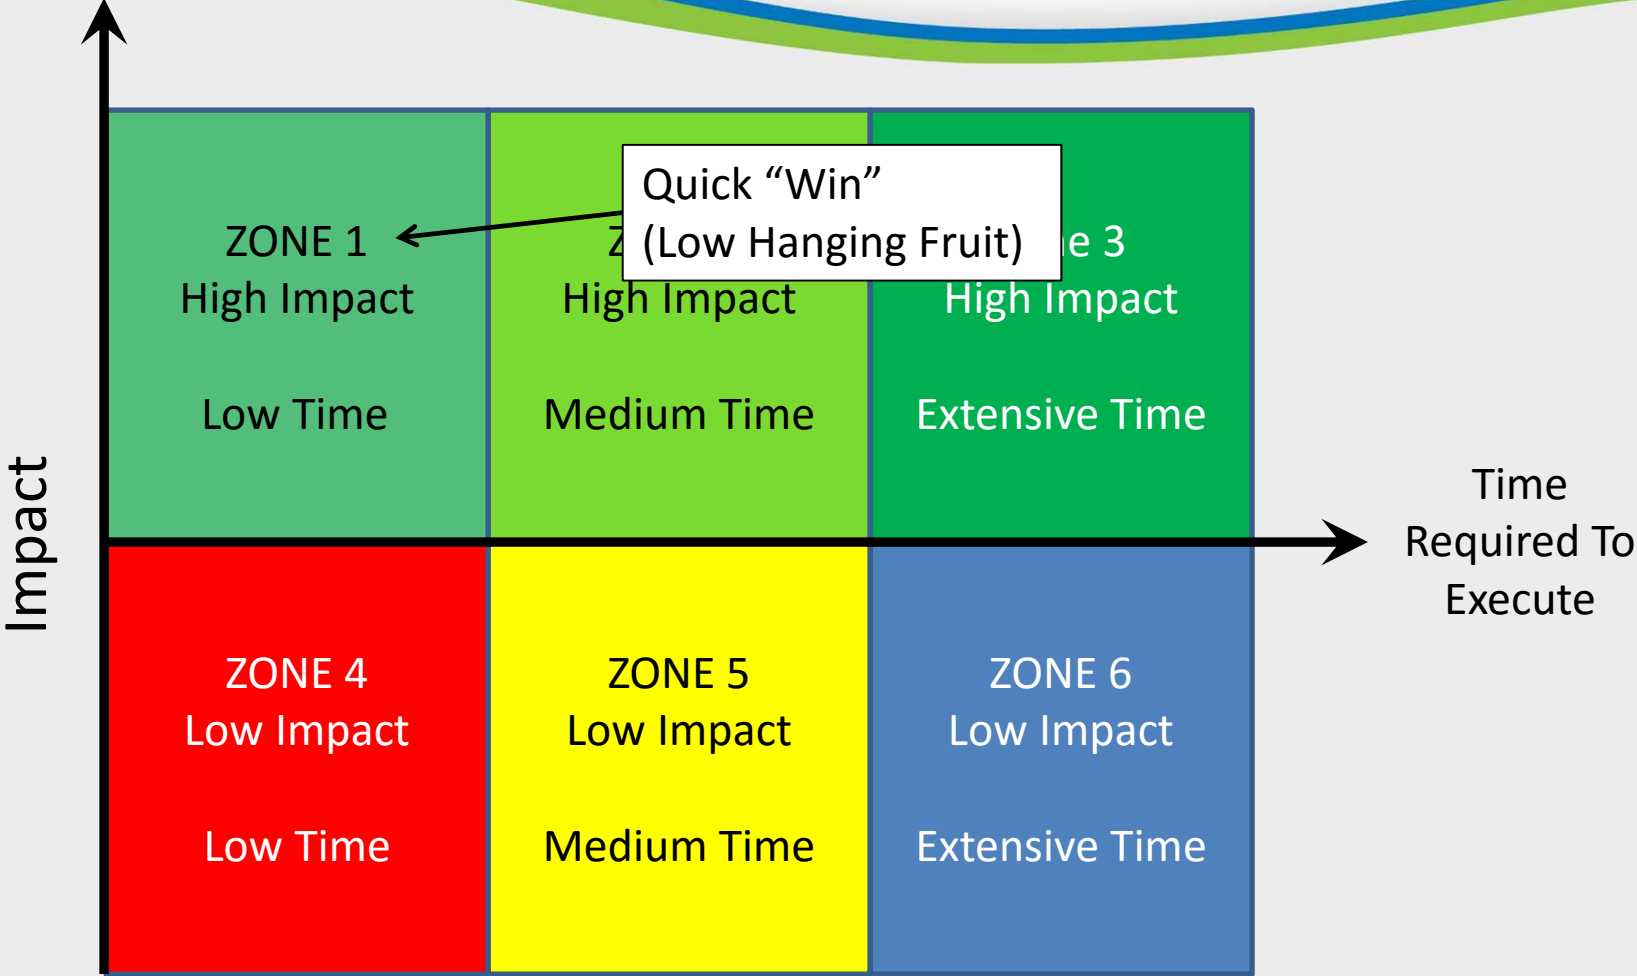 Quick “Win”
(Low Hanging Fruit)
ZONE 1
High Impact
Low Time
High Impact
Medium Time
3
High Impact
Extensive Time
Impact
Time
Required To
Execute
ZONE 4
Low Impact
Low Time
ZONE 5
Low Impact
Medium Time
ZONE 6
Low Impact
Extensive Time